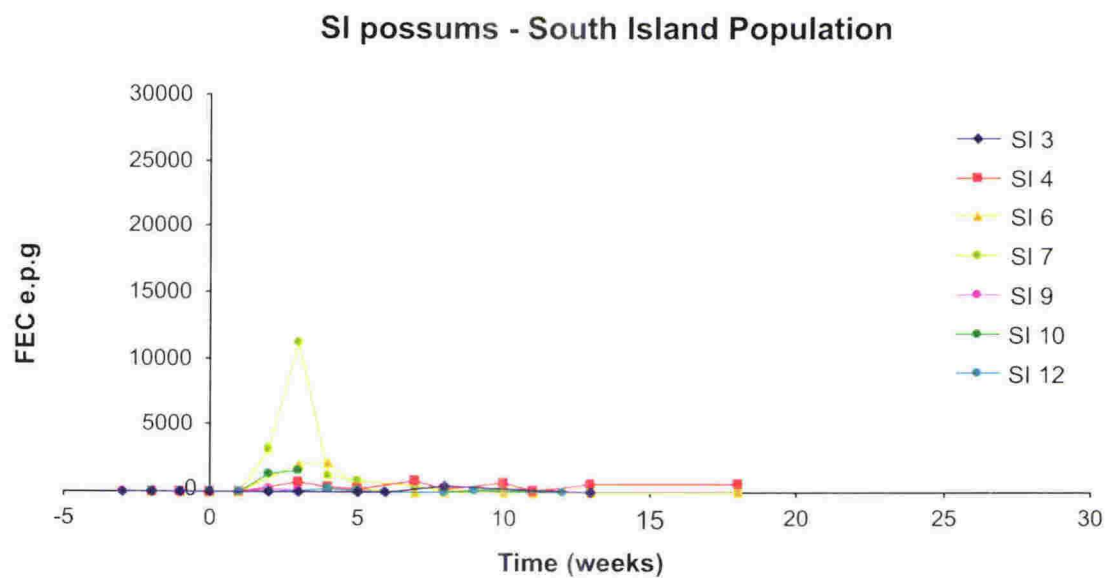 SI possums - South Island Population
30000
25000
20000
15000
10000
5000
0
FEC e.p.g
-5 0 5 10 15 20 25 30
Time (weeks)
SI 3
SI 4
SI 6
SI 7
SI 9
SI 10
SI 12